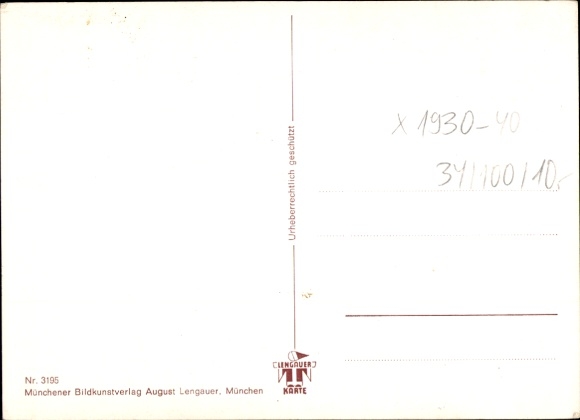 Urheberrechtlich geschützt
x 1930-40
34/100/10,-
LENGAUER
KARTE
Nr. 3195
Münchener Bildkunstverlag August Lengauer, München